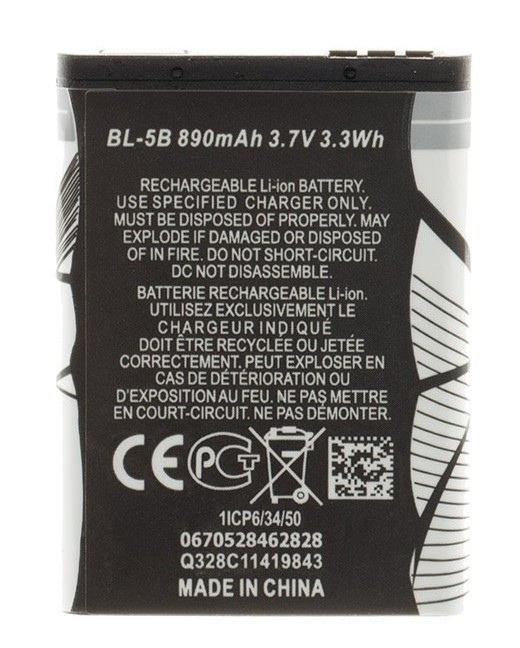 BL-5B 890mAh 3.7V 3.3Wh
RECHARGEABLE Li-ion BATTERY.
USE SPECIFIED CHARGER ONLY.
MUST BE DISPOSED OF PROPERLY. MAY
EXPLODE IF DAMAGED OR DISPOSED
OF IN FIRE. DO NOT SHORT-CIRCUIT.
DC NOT DISASSEMBLE.
BATTERIE RECHARGEABLE Li-ion.
UTILISEZ EXCLUSIVEMENT LE
CHARGEUR INDIQUÉ
DOIT ÊTRE RECYCLÉE OU JETÉE
CORRECTEMENT. PEUT EXPLOSER EN
CAS DE DÉTÉRIORATION OU
D'EXPOSITION AU FEU. NE PAS METTRE
EN COURT-CIRCUIT. NE PAS DÉMONTER.
CE PCT
1ICP6/34/50
0670528462828
Q328C11419843
MADE IN CHINA